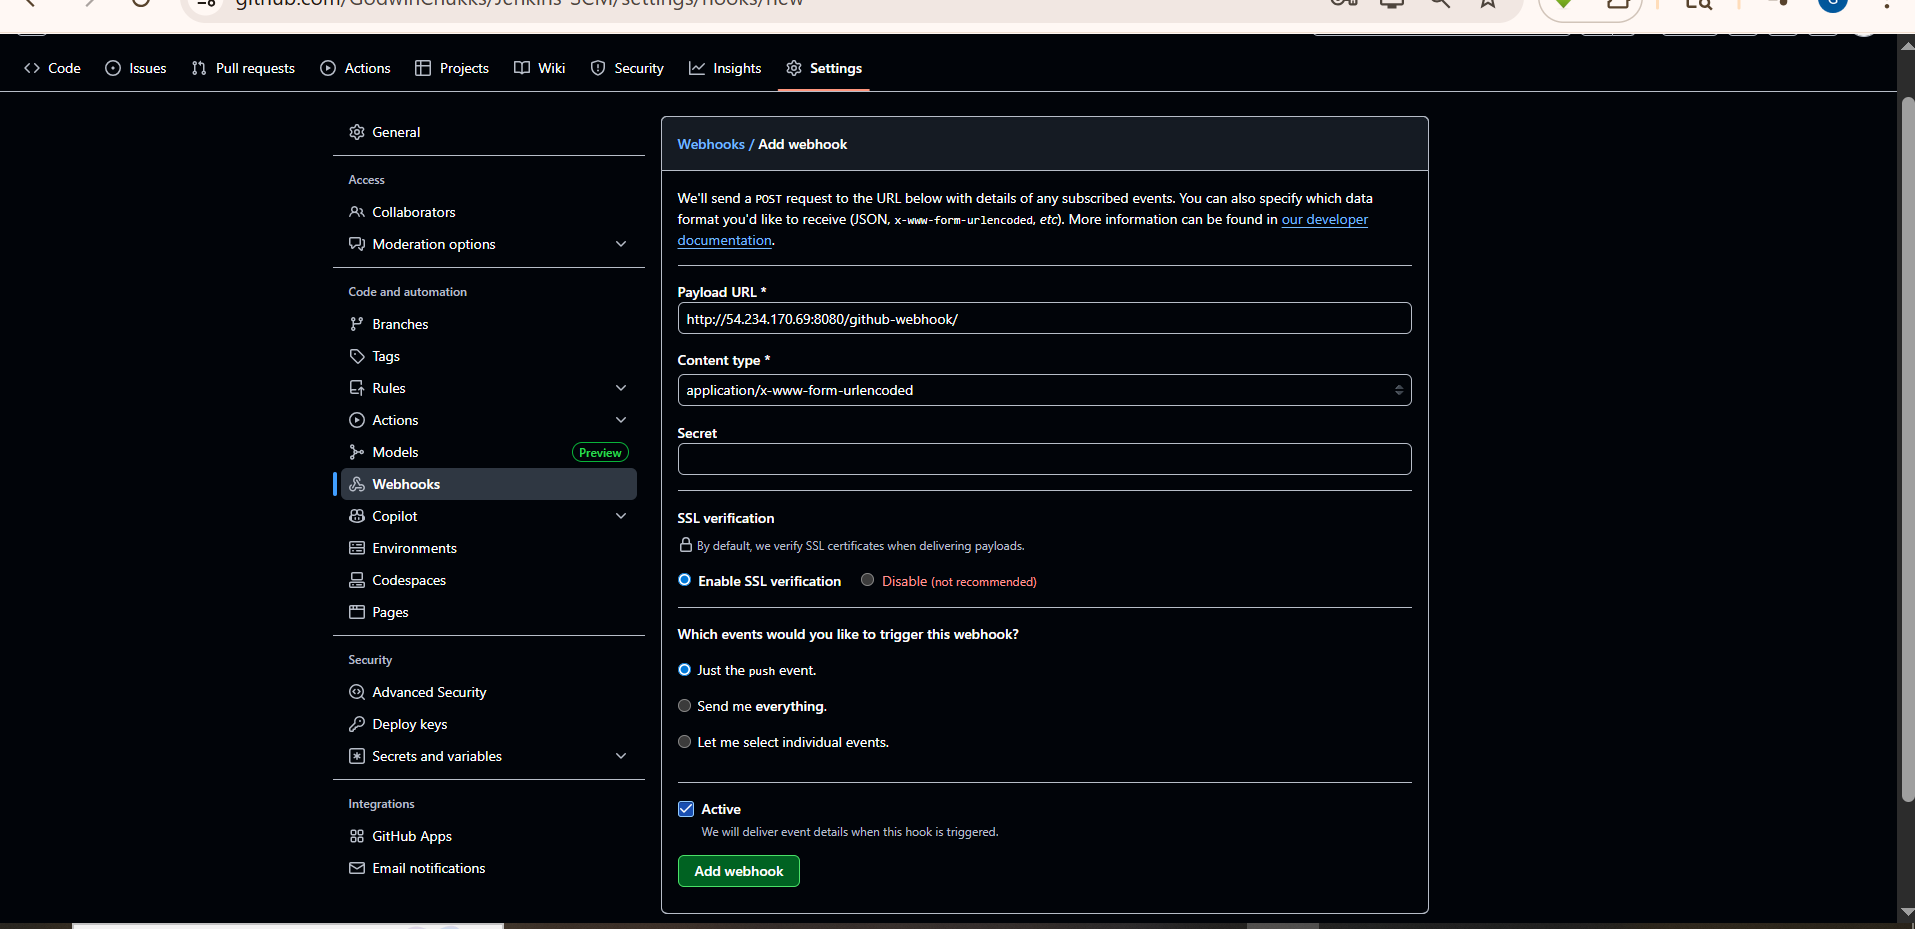 github.com/GodwinChukks/Jenkins-SCM/settings/hooks/new
Code Issues Pull requests Actions Projects Wiki Security Insights Settings
General
Access
Collaborators
Moderation options
Code and automation
Branches
Tags
Rules
Actions
Models Preview
Webhooks
Copilot
Environments
Codespaces
Pages
Security
Advanced Security
Deploy keys
Secrets and variables
Integrations
GitHub Apps
Email notifications
Webhooks / Add webhook
We'll send a POST request to the URL below with details of any subscribed events. You can also specify which data
format you'd like to receive (JSON, x-www-form-urlencoded, etc). More information can be found in our developer
documentation.
Payload URL *
http://54.234.170.69:8080/github-webhook/
Content type *
application/x-www-form-urlencoded
Secret
SSL verification
By default, we verify SSL certificates when delivering payloads.
Enable SSL verification Disable (not recommended)
Which events would you like to trigger this webhook?
Just the push event.
Send me everything.
Let me select individual events.
Active
We will deliver event details when this hook is triggered.
Add webhook